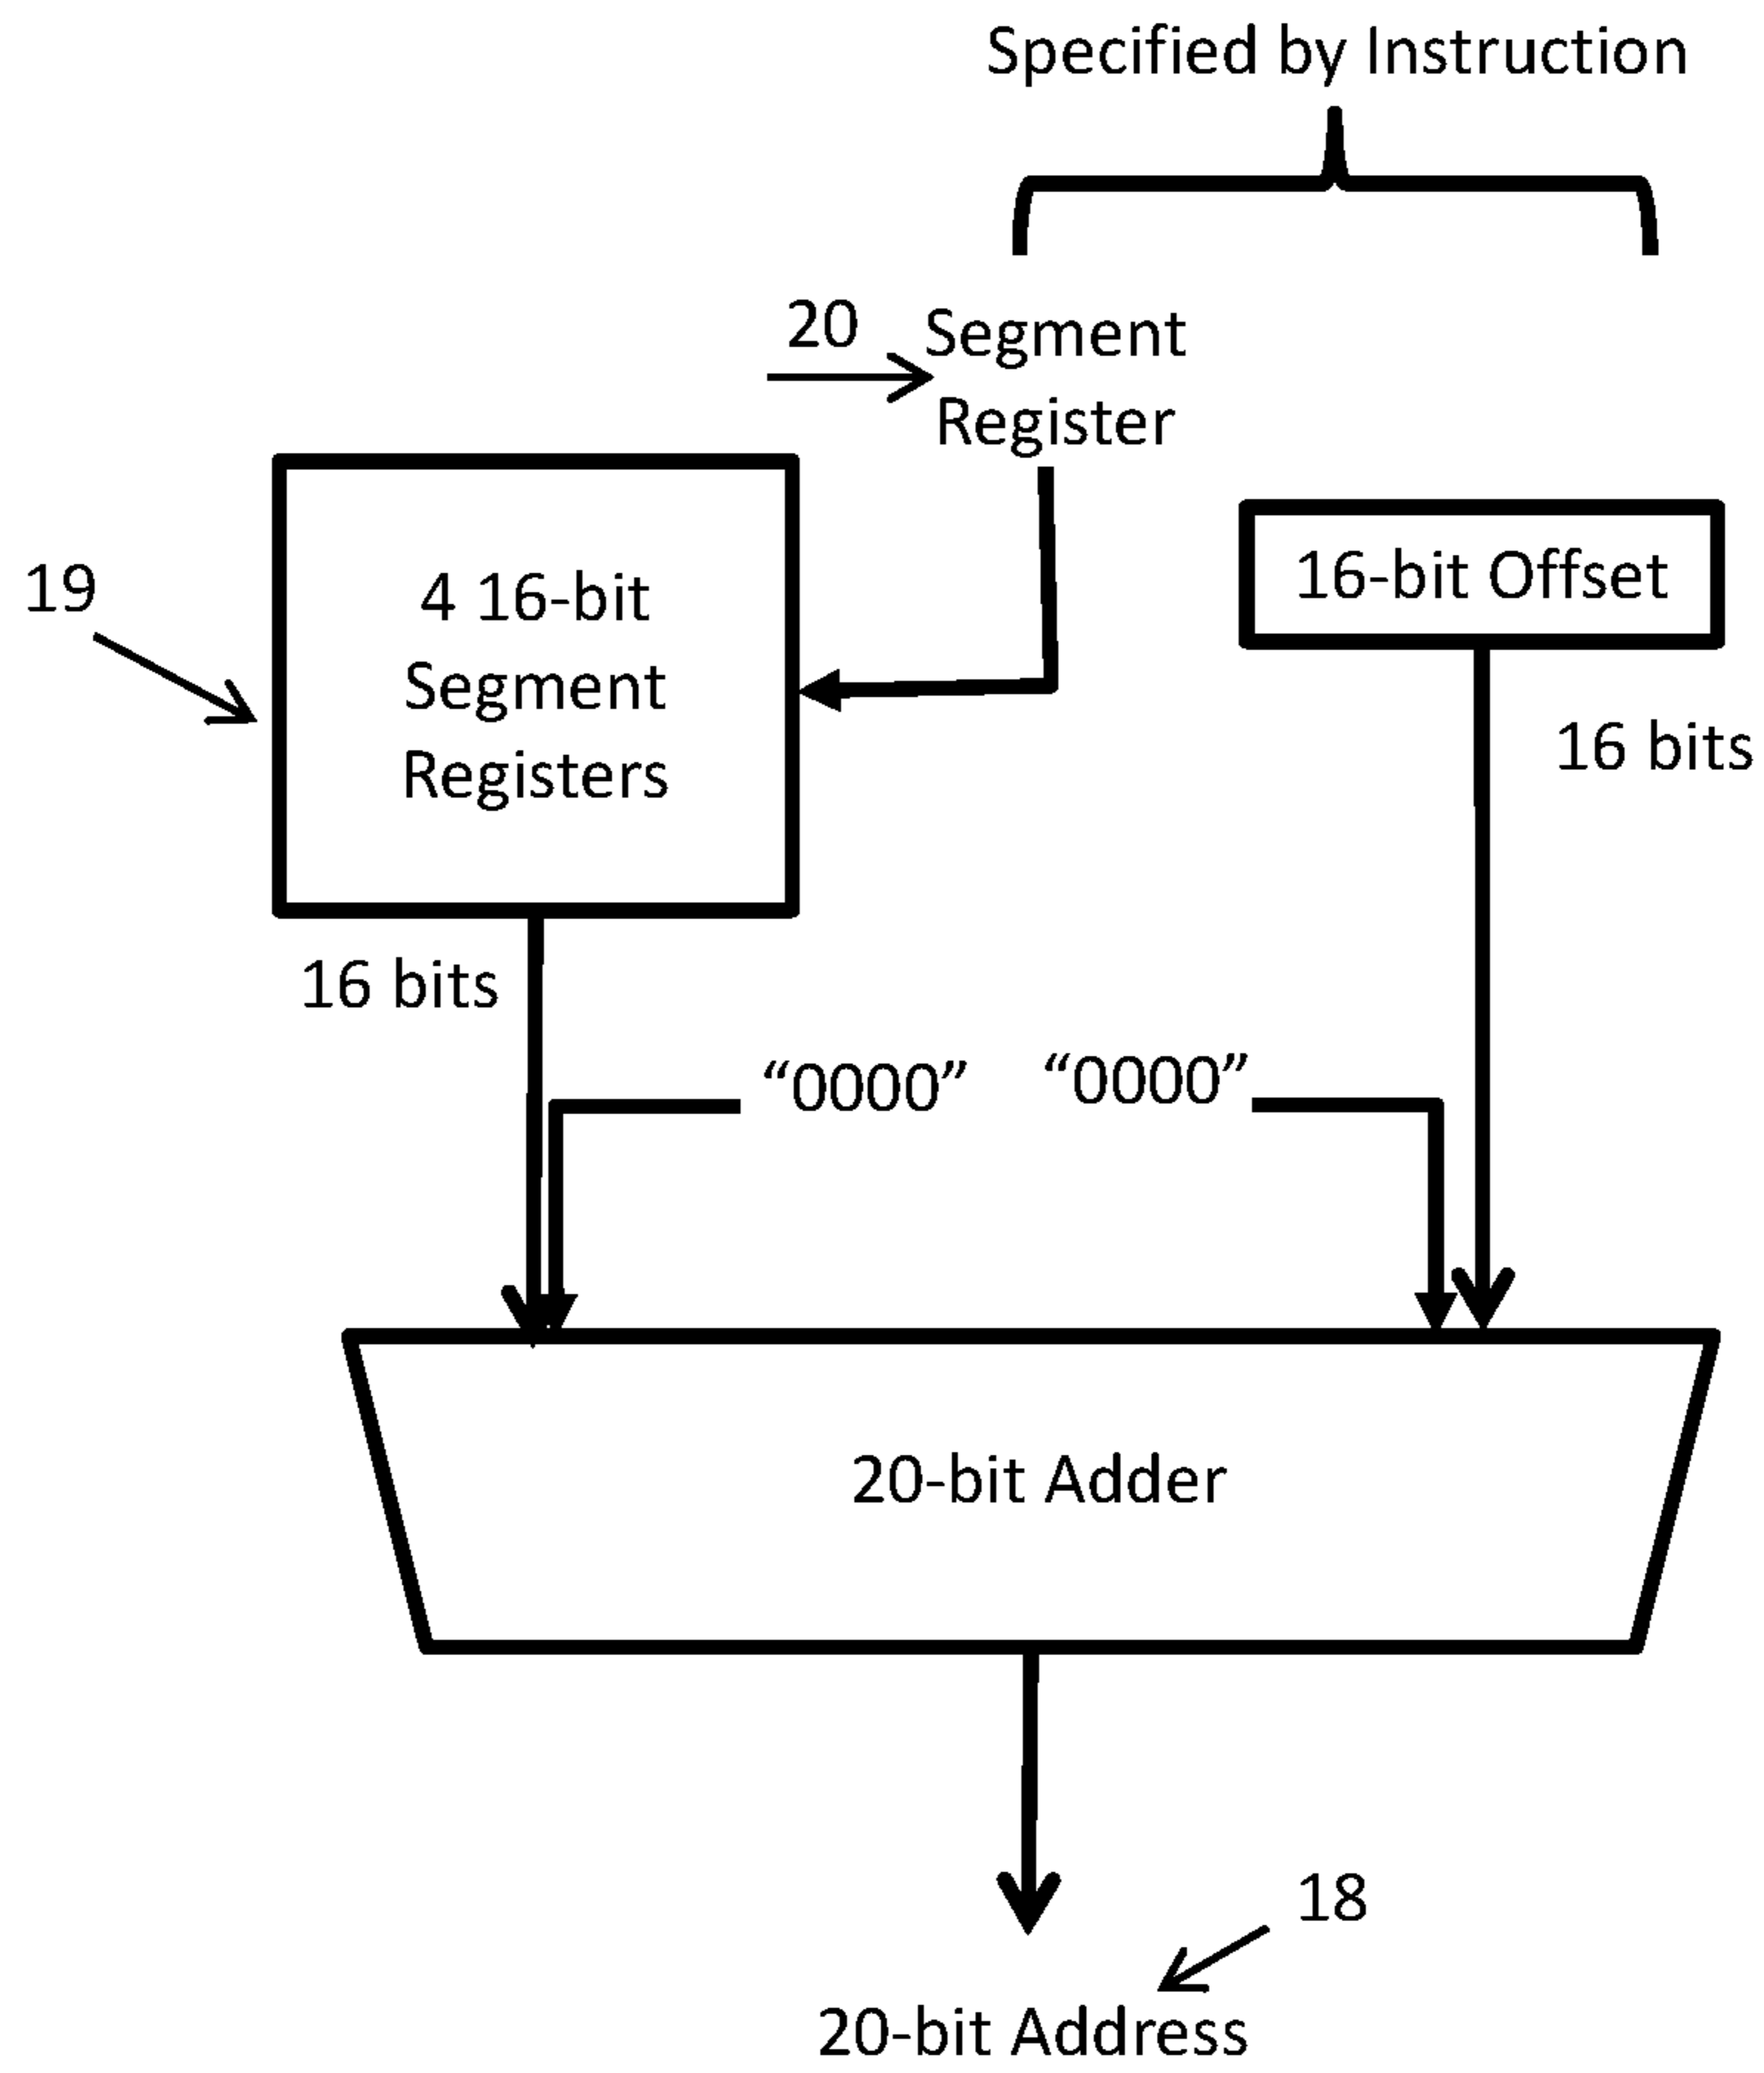 Specified by Instruction
20
Segment
Register
19
4 16-bit
Segment
Registers
16-bit Offset
16 bits
16 bits
“0000” “0000”
20-bit Adder
18
20-bit Address